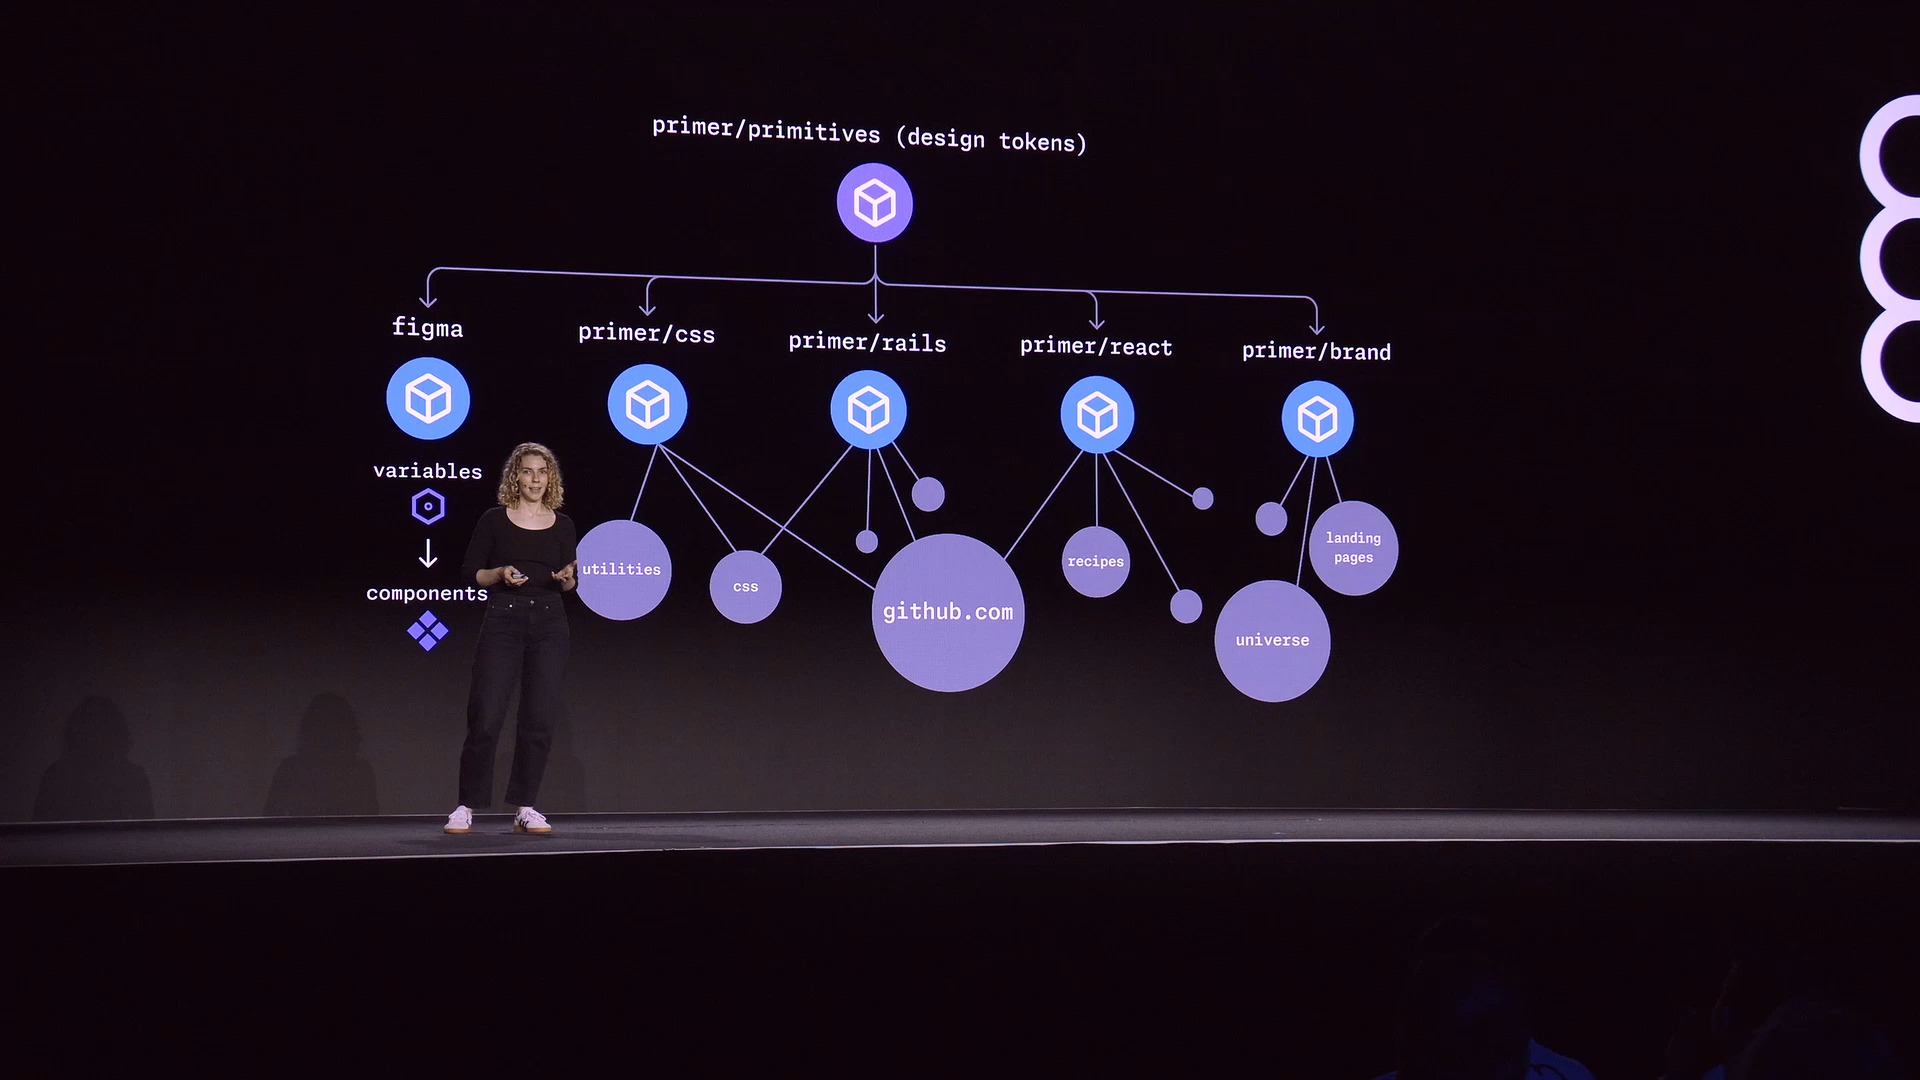 primer/primitives (design tokens)
figma
primer/css
primer/rails
primer/react
primer/brand
variables
components
utilities
css
github.com
recipes
universe
landing
pages